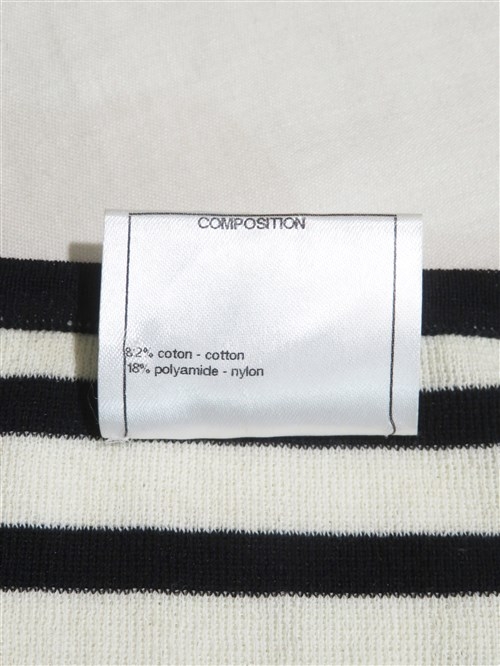 COMPOSITION
82% coton - cotton
18% polyamide - nylon